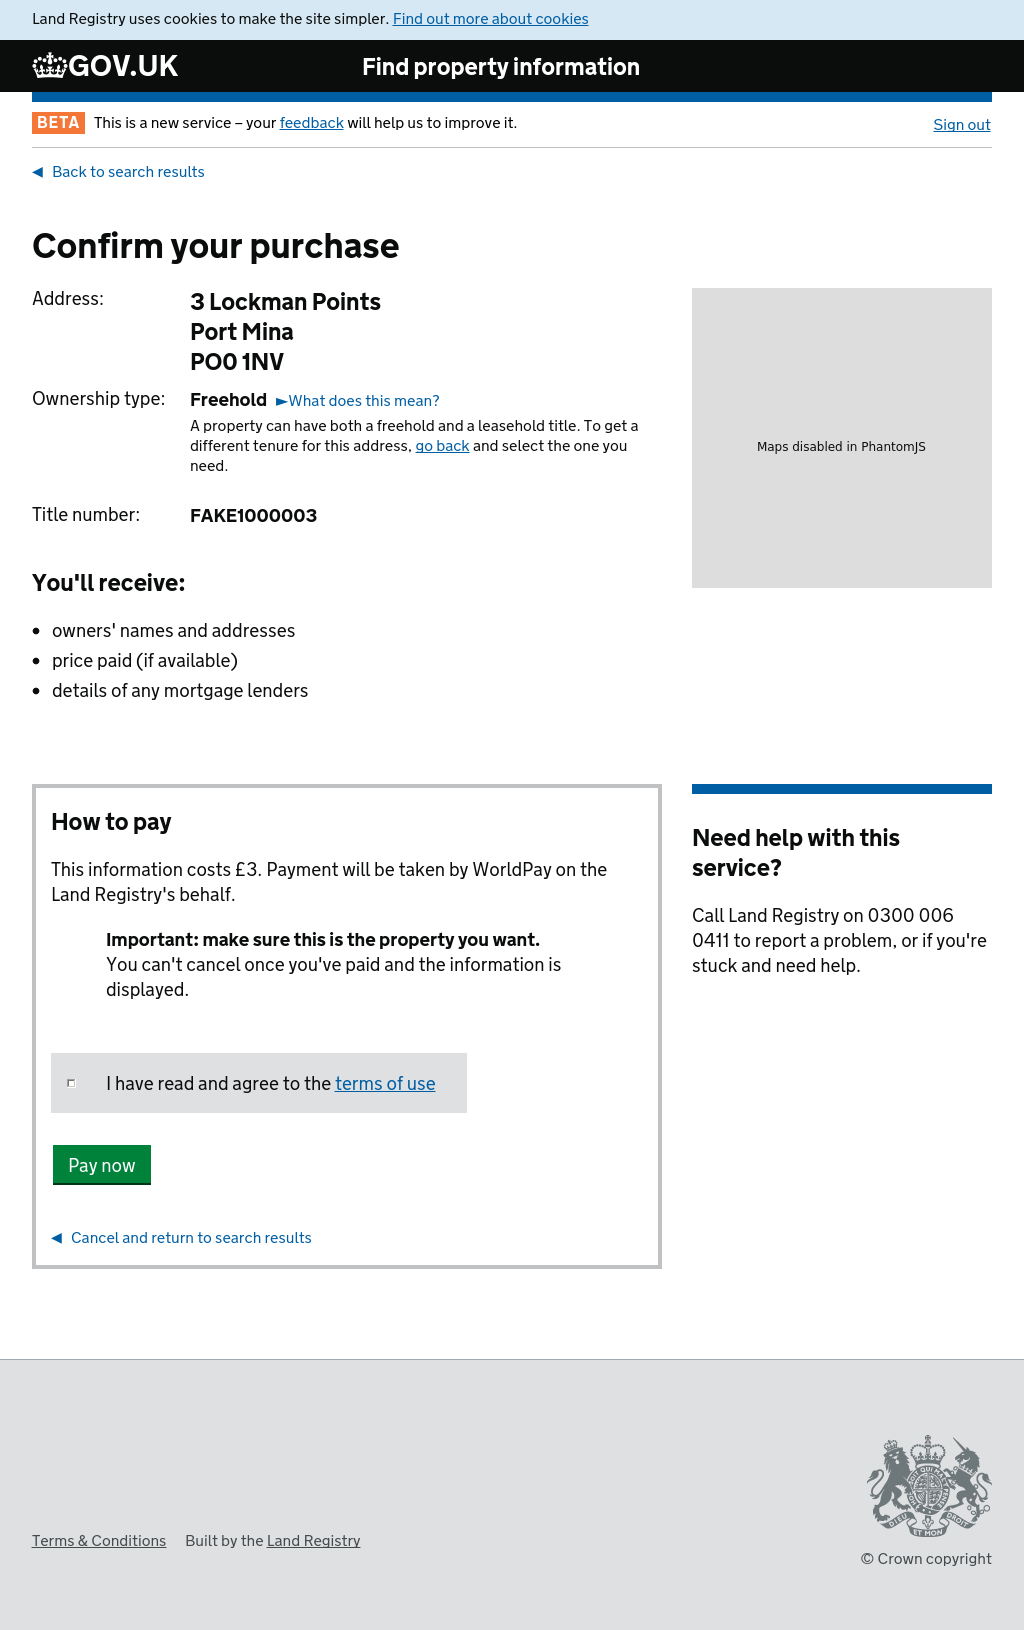 Land Registry uses cookies to make the site simpler. Find out more about cookies
GOV.UK
Find property information
BETA This is a new service – your feedback will help us to improve it.
Sign out
◀ Back to search results
Confirm your purchase
Address:
3 Lockman Points
Port Mina
PO0 1NV
Ownership type:
Freehold ►What does this mean?
A property can have both a freehold and a leasehold title. To get a
different tenure for this address, go back and select the one you
need.
Title number:
FAKE1000003
Maps disabled in PhantomJS
You'll receive:
• owners' names and addresses
• price paid (if available)
• details of any mortgage lenders
How to pay
This information costs £3. Payment will be taken by WorldPay on the
Land Registry's behalf.
Important: make sure this is the property you want.
You can't cancel once you've paid and the information is
displayed.
I have read and agree to the terms of use
Pay now
◀ Cancel and return to search results
Need help with this
service?
Call Land Registry on 0300 006
0411 to report a problem, or if you're
stuck and need help.
Terms & Conditions Built by the Land Registry
DIEU ET MON DROIT
© Crown copyright